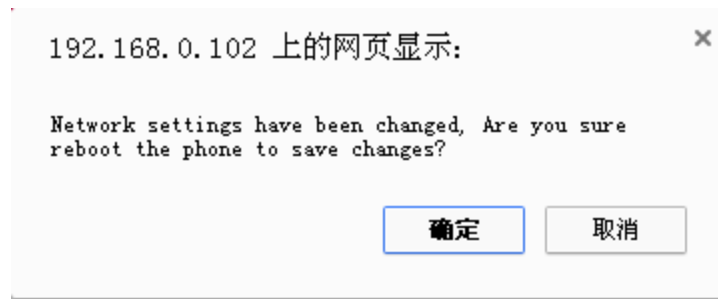 192.168.0.102 上的网页显示:
Network settings have been changed, Are you sure
reboot the phone to save changes?
确定
取消